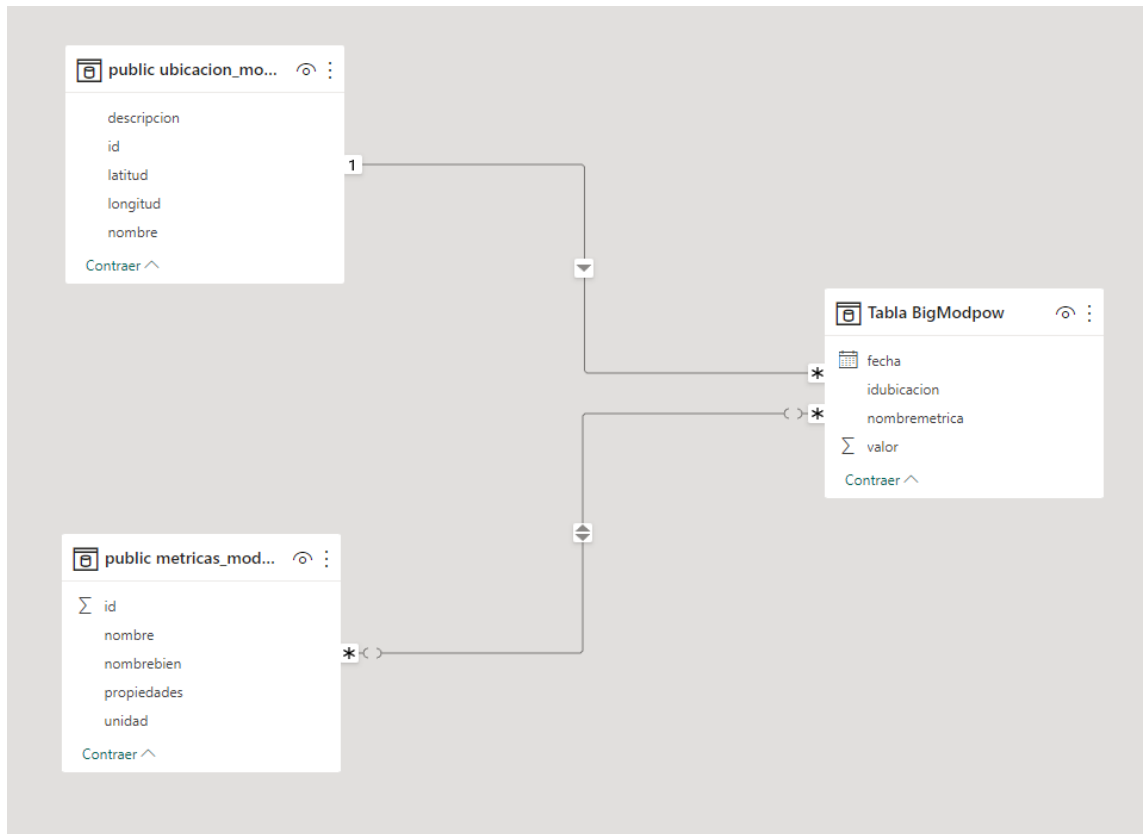 public ubicacion_mo...
descripcion
id
latitud
longitud
nombre
Contraer
1
Tabla BigModpow
fecha
idubicacion
nombremetrica
Σ valor
Contraer
*
*
public metricas_mod...
Σ id
nombre
nombrebien
propiedades
unidad
Contraer
*